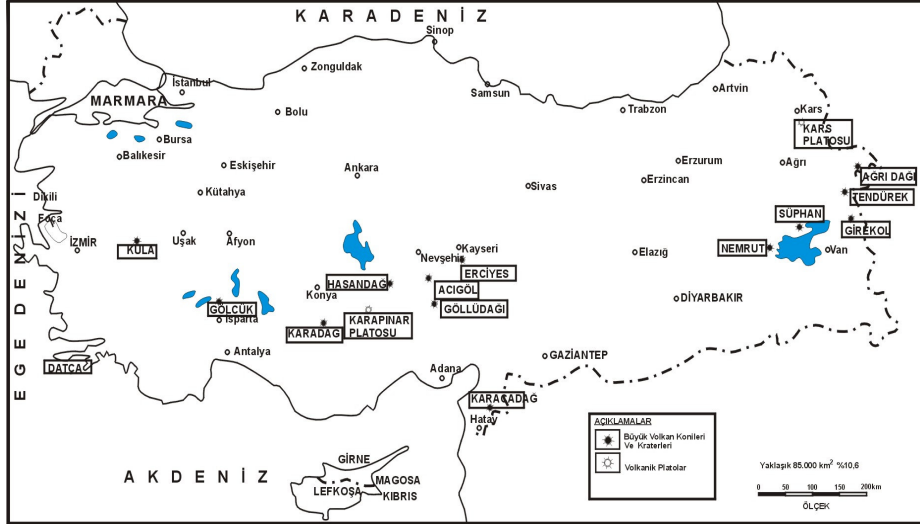 KARADENİZ
Sinop
Zonguldak
İstanbul
Samsun
Artvin
MARMARA
Bolu
Trabzon
Kars
KARS
PLATOSU
Bursa
Balıkesir
Eskişehir
Ankara
Erzurum
Ağrı
AĞRI DAĞI
Kütahya
Sivas
Erzincan
TENDÜREK
EGE DENİZİ
Dikili
Foça
İZMİR
KULA
Uşak
Afyon
SÜPHAN
GİREKOL
NEMRUT
Van
Kayseri
Nevşehir
Elazığ
ERCİYES
HASANDAĞ
ACIGÖL
Konya
GÖLLÜDAĞI
DİYARBAKIR
GÖLCÜK
Isparta
KARADAĞ
KARAPINAR
PLATOSU
Antalya
GAZİANTEP
DATÇA
Adana
KARACADAĞ
Hatay
AÇIKLAMALAR
Büyük Volkan Konileri
Ve Kraterleri
Volkanik Platolar
GİRNE
AKDENİZ
LEFKOŞA
MAGOSA
KIBRIS
Yaklaşık 85.000 km² %10,6
0 50 100 150 200km
ÖLÇEK